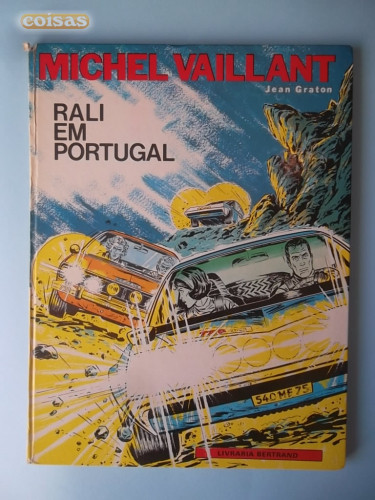 coisas
MICHEL VAILLANT
Jean Graton
RALI
EM
PORTUGAL
540 MF 75
LIVRARIA BERTRAND